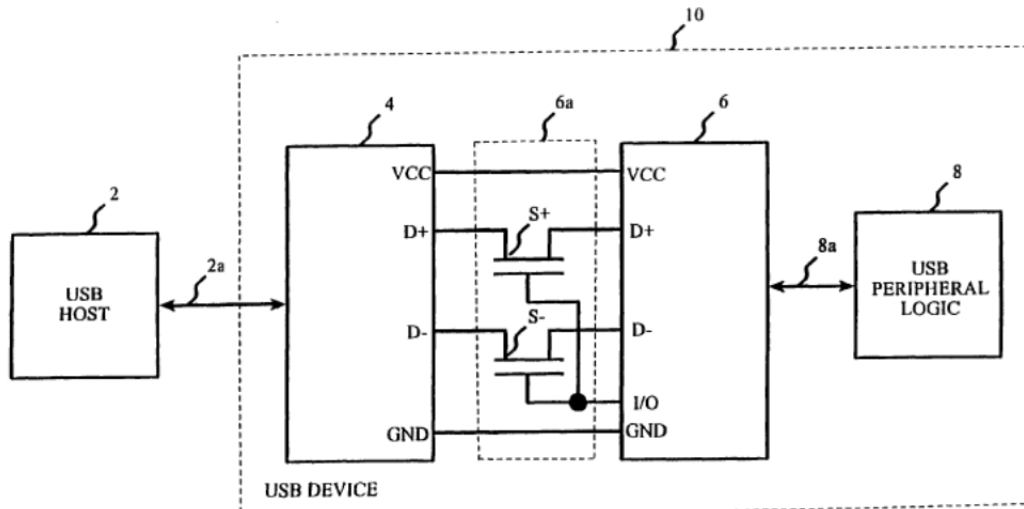 10
4
6a
6
VCC
VCC
2
S+
8
D+
D+
2a
8a
USB
HOST
USB
PERIPHERAL
LOGIC
S-
D-
D-
I/O
GND
GND
USB DEVICE